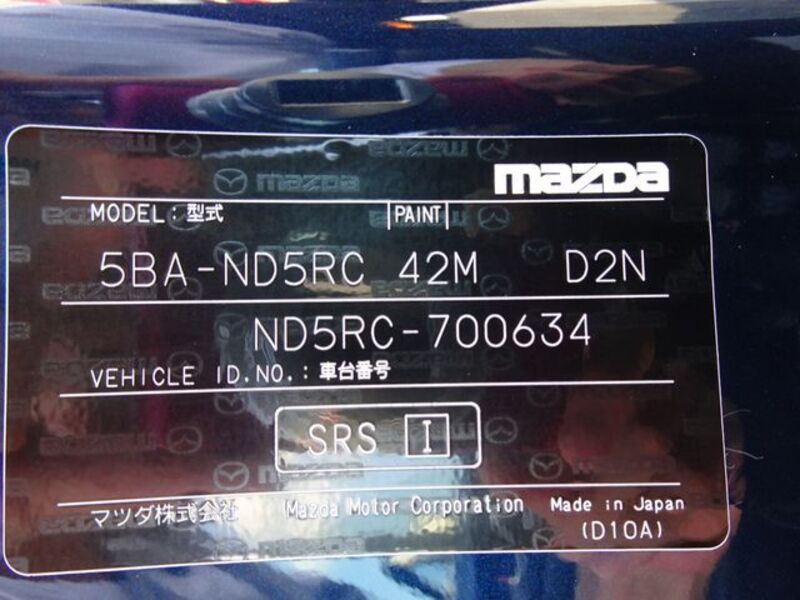 mazda
MODEL : 型式 PAINT
5BA-ND5RC 42M D2N
ND5RC-700634
VEHICLE ID.NO. : 車台番号
SRS I
マツダ株式会社 Mazda Motor Corporation Made in Japan
(D10A)